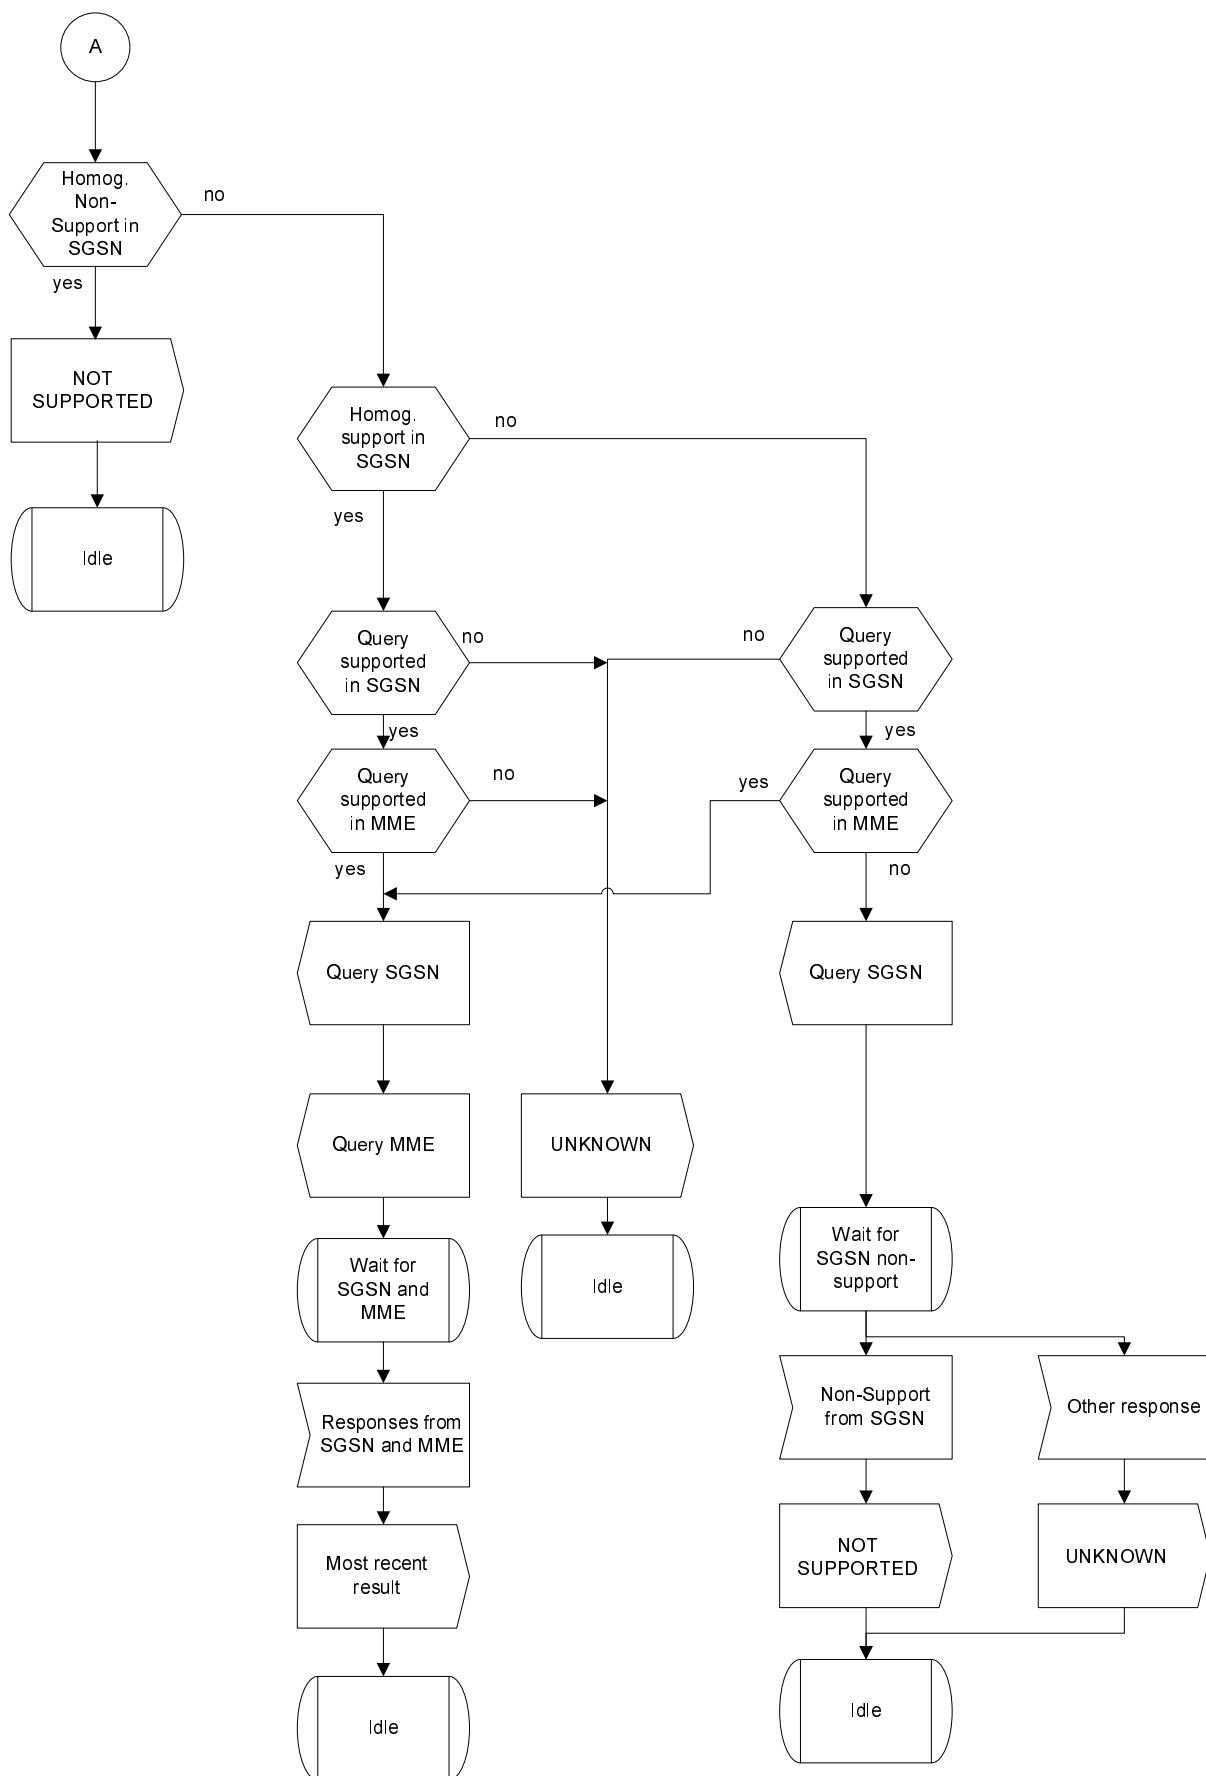 A
Homog.
Non-
Support in
SGSN
no
yes
NOT
SUPPORTED
Idle
Homog.
support in
SGSN
no
yes
Query
supported
in SGSN
no
yes
no
Query
supported
in SGSN
yes
Query
supported
in MME
no
yes
yes
Query
supported
in MME
no
Query SGSN
Query SGSN
Query MME
UNKNOWN
Wait for
SGSN and
MME
Idle
Wait for
SGSN non-
support
Responses from
SGSN and MME
Non-Support
from SGSN
Other response
Most recent
result
NOT
SUPPORTED
UNKNOWN
Idle
Idle